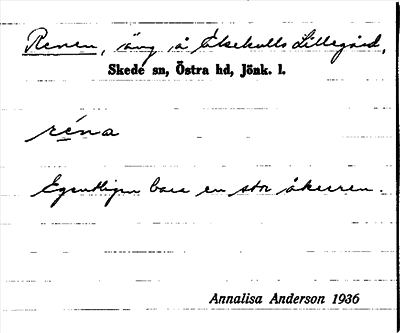 Renen, äng å Ekekulls Lillegård,
Skede sn, Östra hd, Jönk. l.
réna
Egentligen bara en stor åkerren.
Annalisa Anderson 1936